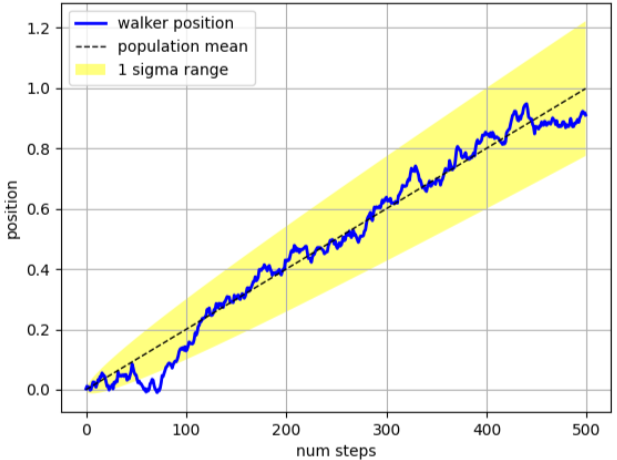 walker position
population mean
1 sigma range
1.2
1.0
0.8
0.6
0.4
0.2
0.0
position
0 100 200 300 400 500
num steps